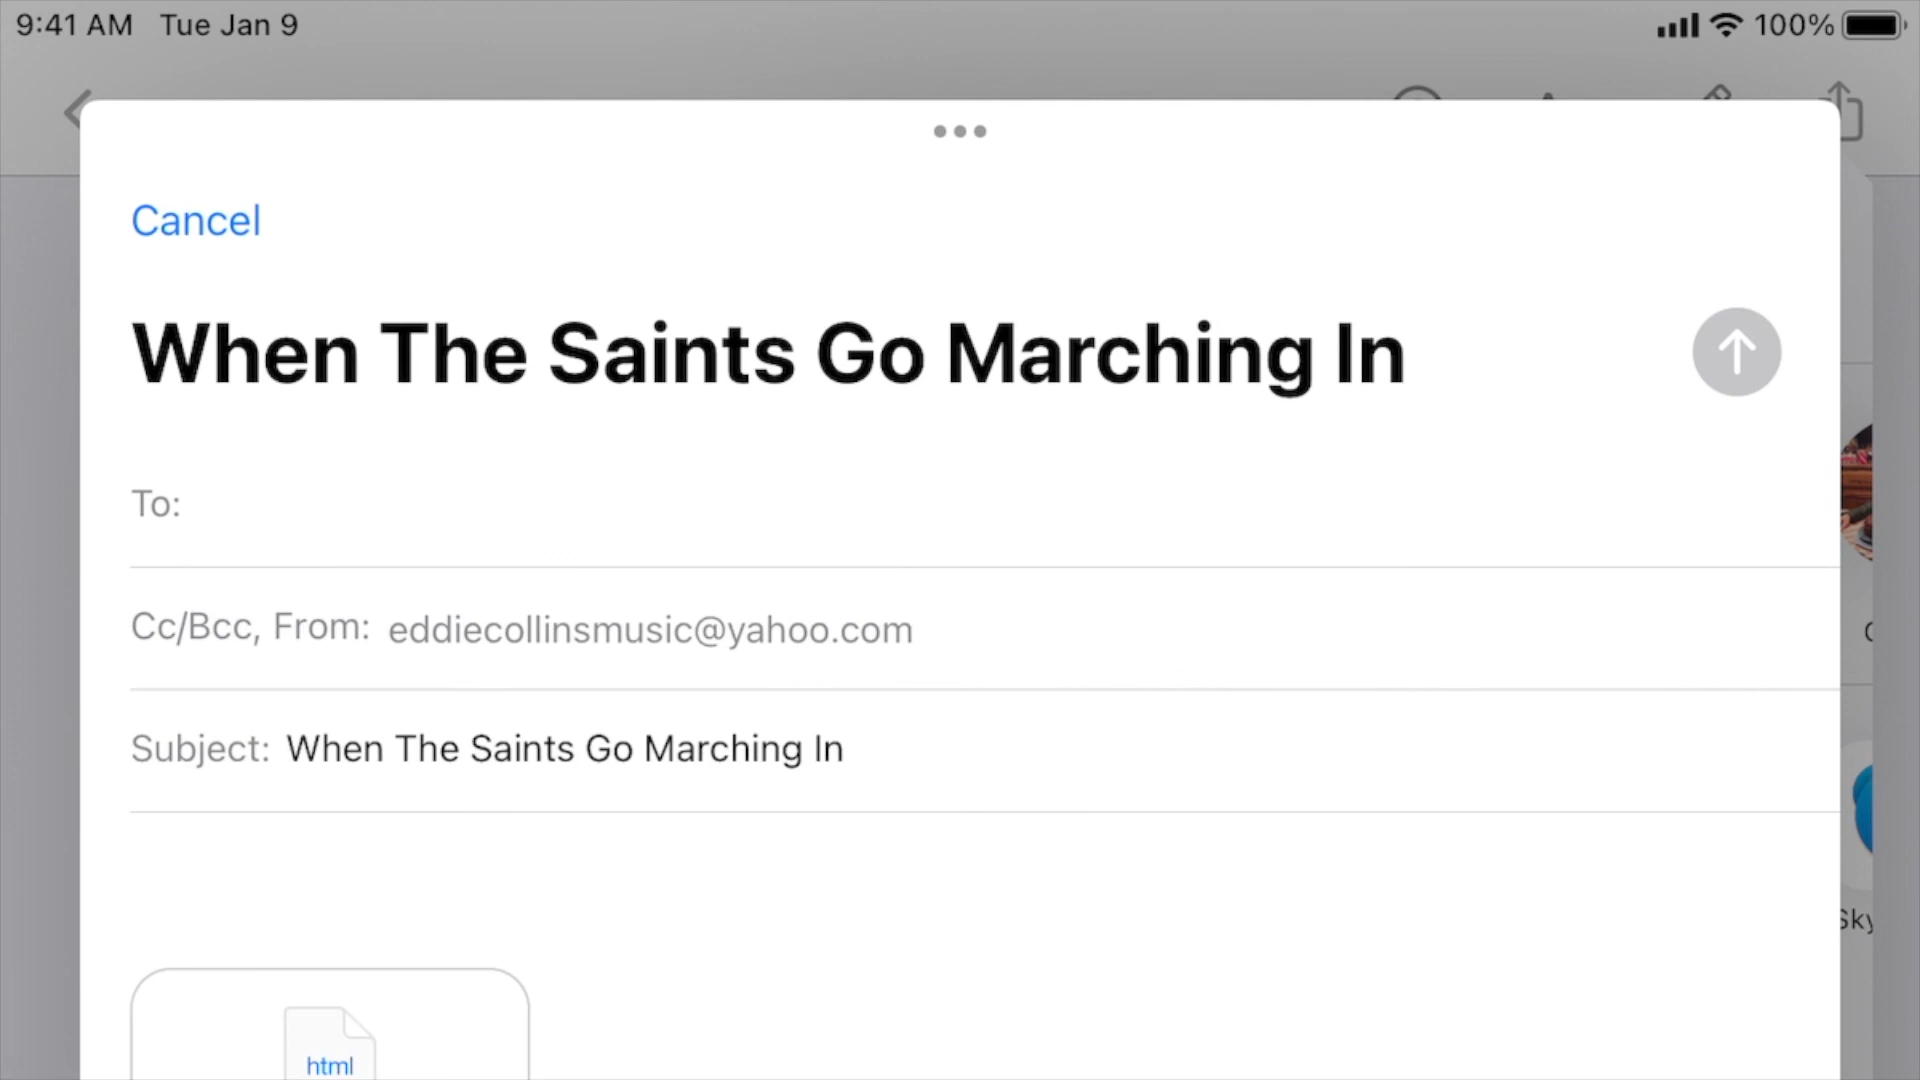 9:41 AM Tue Jan 9 100%
Cancel
When The Saints Go Marching In
To:
Cc/Bcc, From: eddiecollinsmusic@yahoo.com
Subject: When The Saints Go Marching In
html